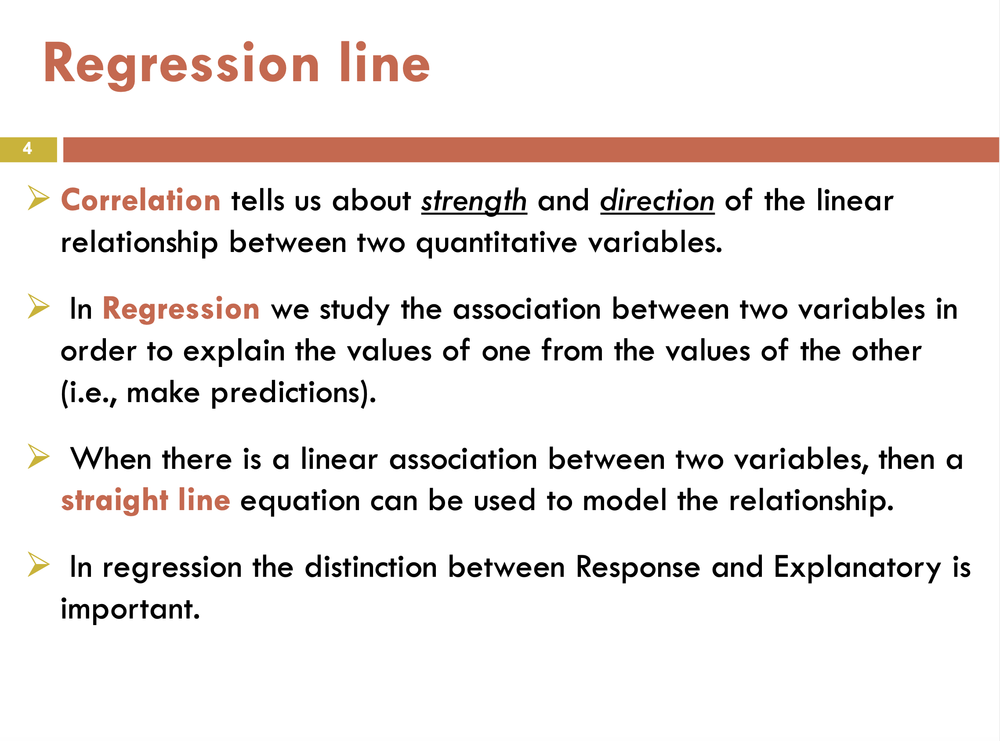 Regression line
4
Correlation tells us about strength and direction of the linear
relationship between two quantitative variables.
In Regression we study the association between two variables in
order to explain the values of one from the values of the other
(i.e., make predictions).
When there is a linear association between two variables, then a
straight line equation can be used to model the relationship.
In regression the distinction between Response and Explanatory is
important.